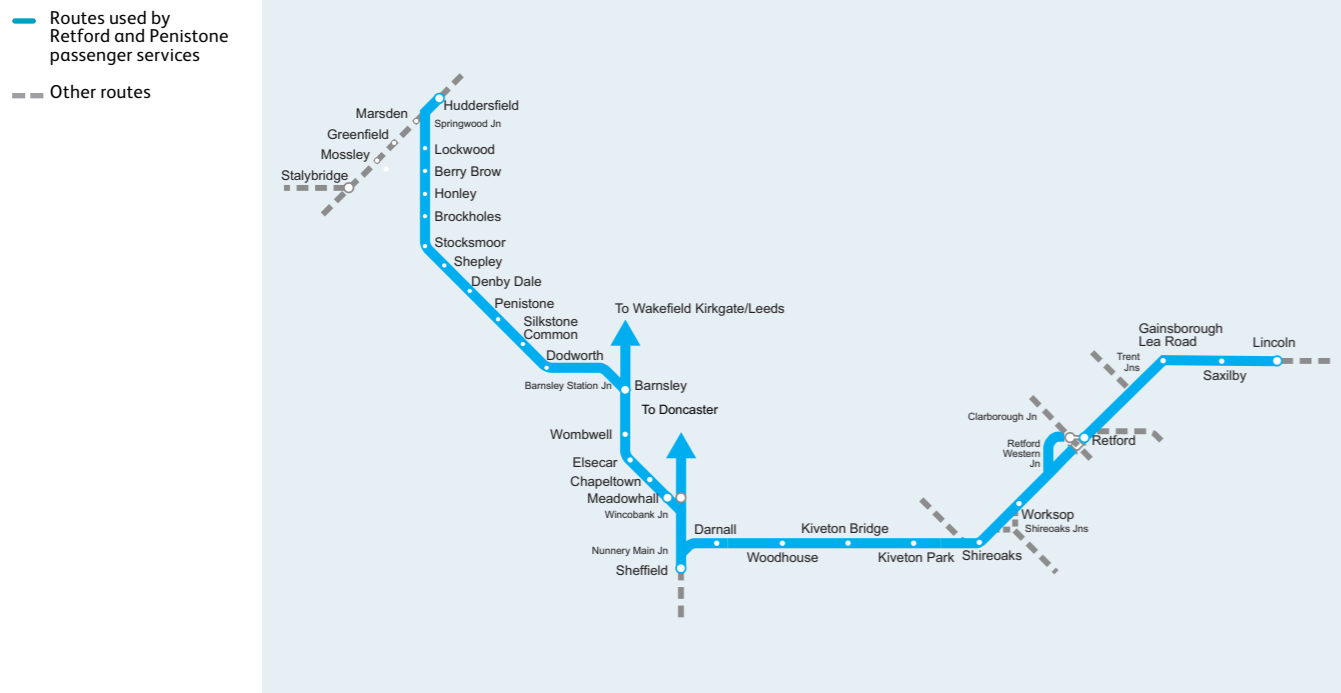 Routes used by
Retford and Penistone
passenger services
Other routes
Huddersfield
Marsden
Springwood Jn
Greenfield
Lockwood
Mossley
Berry Brow
Stalybridge
Honley
Brockholes
Stocksmoor
Shepley
Denby Dale
Penistone
Silkstone
Common
Dodworth
Barnsley Station Jn
To Wakefield Kirkgate/Leeds
Barnsley
To Doncaster
Wombwell
Elsecar
Chapeltown
Meadowhall
Wincobank Jn
Nunnery Main Jn
Sheffield
Darnall
Woodhouse
Kiveton Bridge
Kiveton Park
Shireoaks
Worksop
Shireoaks Jns
Retford
Western
Jn
Clarborough Jn
Retford
Trent
Jns
Gainsborough
Lea Road
Saxilby
Lincoln